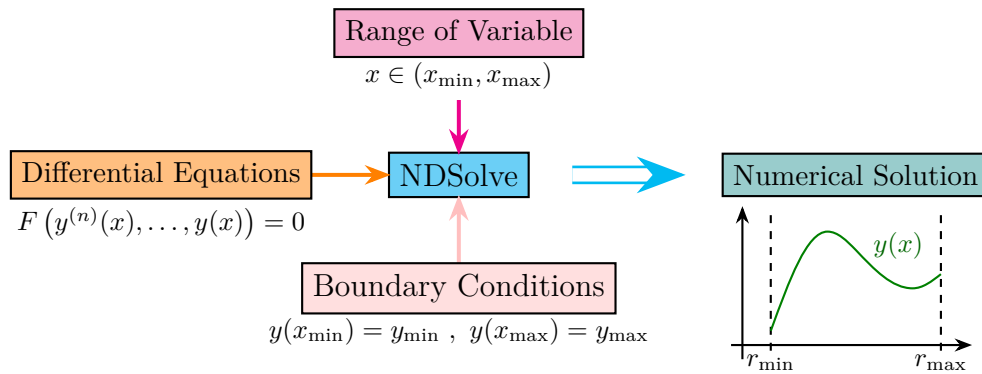 Range of Variable
x ∈ (x_min, x_max)
Differential Equations
F (y^(n)(x), . . . , y(x)) = 0
NDSolve
Boundary Conditions
y(x_min) = y_min , y(x_max) = y_max
Numerical Solution
y(x)
r_min
r_max